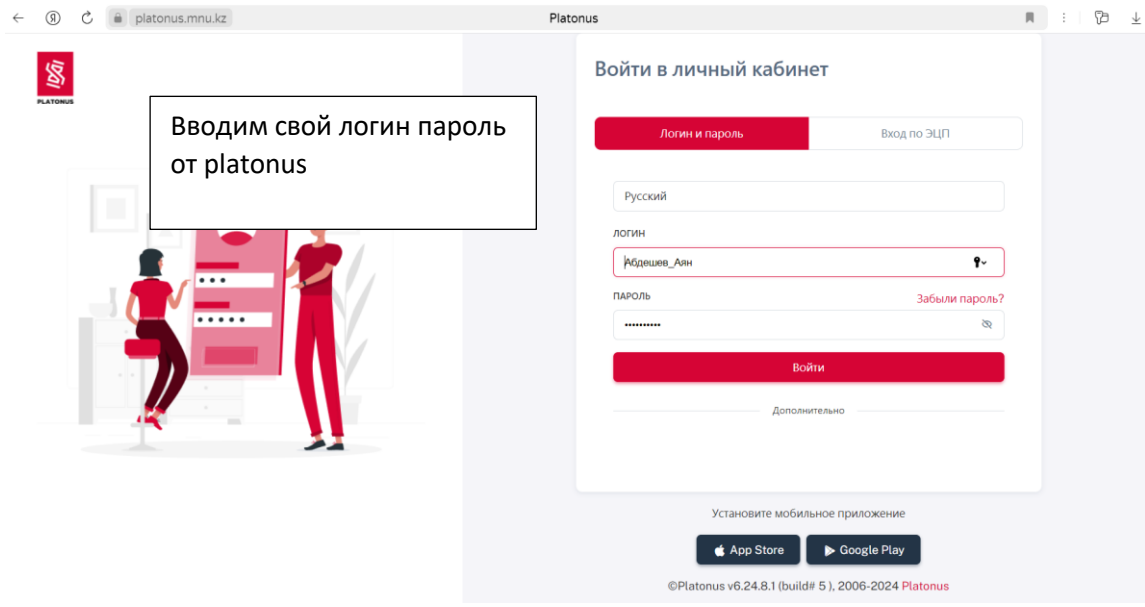 platonus.mnu.kz
Platonus
PLATONUS
Вводим свой логин пароль
от platonus
Войти в личный кабинет
Логин и пароль
Вход по ЭЦП
Русский
ЛОГИН
Абдешев_Аян
ПАРОЛЬ
Забыли пароль?
••••••••••
Войти
Дополнительно
Установите мобильное приложение
App Store
Google Play
©Platonus v6.24.8.1 (build# 5 ), 2006-2024 Platonus